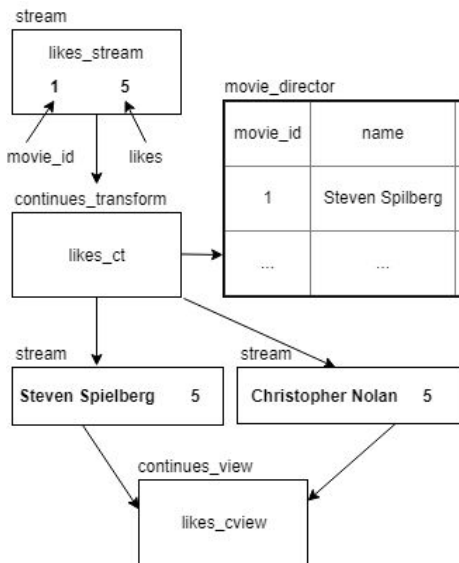 stream
likes_stream
1 5
movie_id likes
movie_director
movie_id name
1 Steven Spilberg
... ...
continues_transform
likes_ct
stream
Steven Spielberg 5
stream
Christopher Nolan 5
continues_view
likes_cview